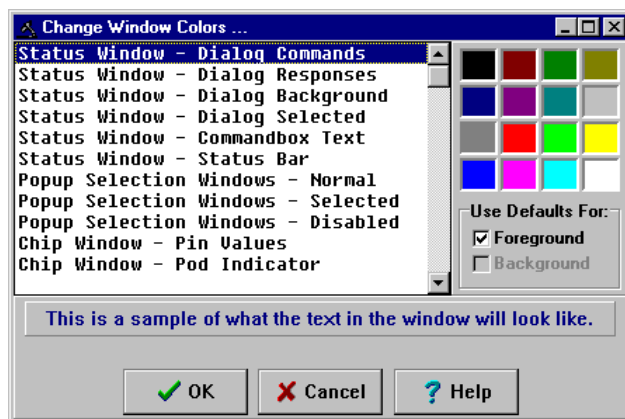 Change Window Colors ...
Status Window - Dialog Commands
Status Window - Dialog Responses
Status Window - Dialog Background
Status Window - Dialog Selected
Status Window - Commandbox Text
Status Window - Status Bar
Popup Selection Windows - Normal
Popup Selection Windows - Selected
Popup Selection Windows - Disabled
Chip Window - Pin Values
Chip Window - Pod Indicator
Use Defaults For:
Foreground
Background
This is a sample of what the text in the window will look like.
OK
Cancel
Help